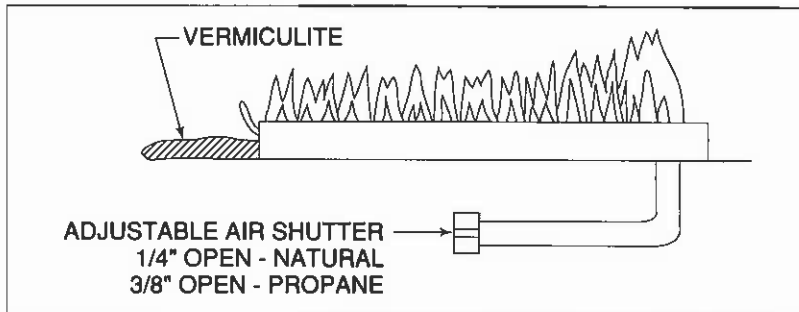 VERMICULITE
ADJUSTABLE AIR SHUTTER
1/4" OPEN - NATURAL
3/8" OPEN - PROPANE